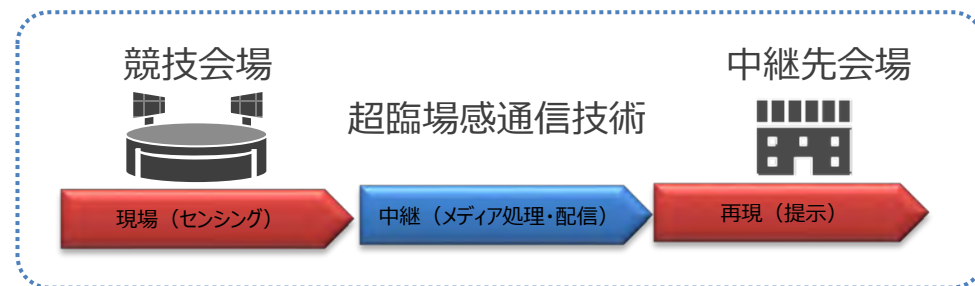 競技会場
中継先会場
超臨場感通信技術
現場（センシング）
中継（メディア処理・配信）
再現（提示）